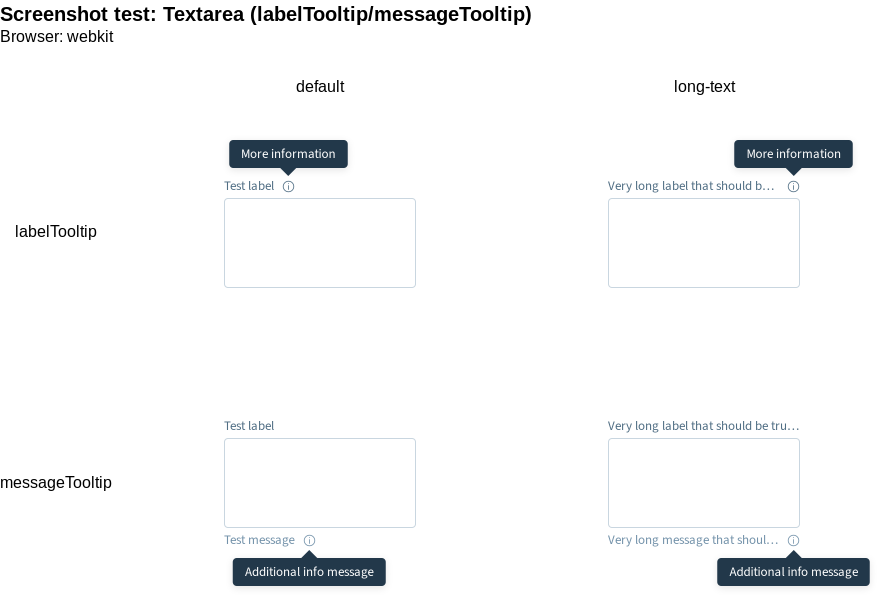 Screenshot test: Textarea (labelTooltip/messageTooltip)
Browser: webkit
default
long-text
More information
More information
Test label
Very long label that should b…
labelTooltip
Test label
Very long label that should be tru…
messageTooltip
Test message
Very long message that shoul…
Additional info message
Additional info message